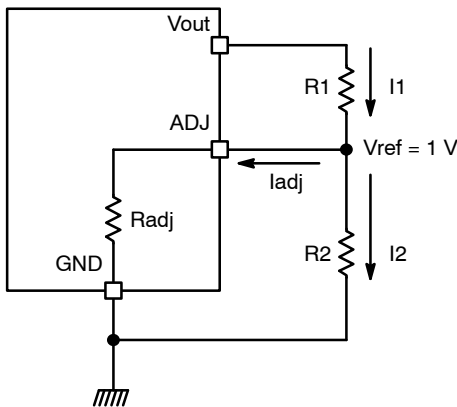 Vout
R1
I1
ADJ
Vref = 1 V
Iadj
Radj
GND
R2
I2